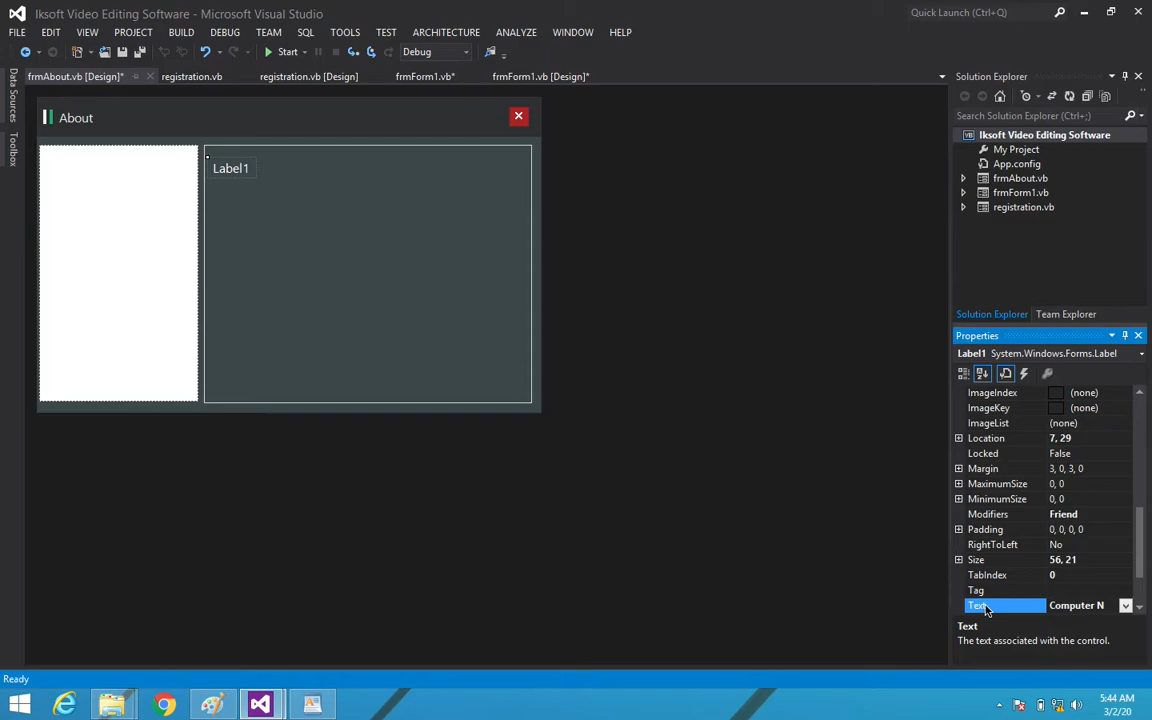 Iksoft Video Editing Software - Microsoft Visual Studio
Quick Launch (Ctrl+;)
FILE EDIT VIEW PROJECT BUILD DEBUG TEAM SQL TOOLS TEST ARCHITECTURE ANALYZE WINDOW HELP
Start Debug
frmAbout.vb [Design]* registration.vb registration.vb [Design] frmForm1.vb* frmForm1.vb [Design]*
Data Sources
Toolbox
About
Label1
Solution Explorer
Search Solution Explorer (Ctrl+;)
VB Iksoft Video Editing Software
My Project
App.config
frmAbout.vb
frmForm1.vb
registration.vb
Solution Explorer Team Explorer
Properties
Label1 System.Windows.Forms.Label
ImageIndex (none)
ImageKey (none)
ImageList (none)
Location 7, 29
Locked False
Margin 3, 0, 3, 0
MaximumSize 0, 0
MinimumSize 0, 0
Modifiers Friend
Padding 0, 0, 0, 0
RightToLeft No
Size 56, 21
TabIndex 0
Tag
Text Computer N
Text
The text associated with the control.
Ready
5:44 AM
3/2/20